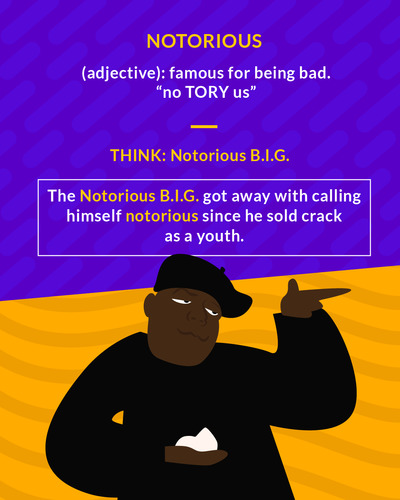 NOTORIOUS
(adjective): famous for being bad.
“no TORY us”
THINK: Notorious B.I.G.
The Notorious B.I.G. got away with calling
himself notorious since he sold crack
as a youth.